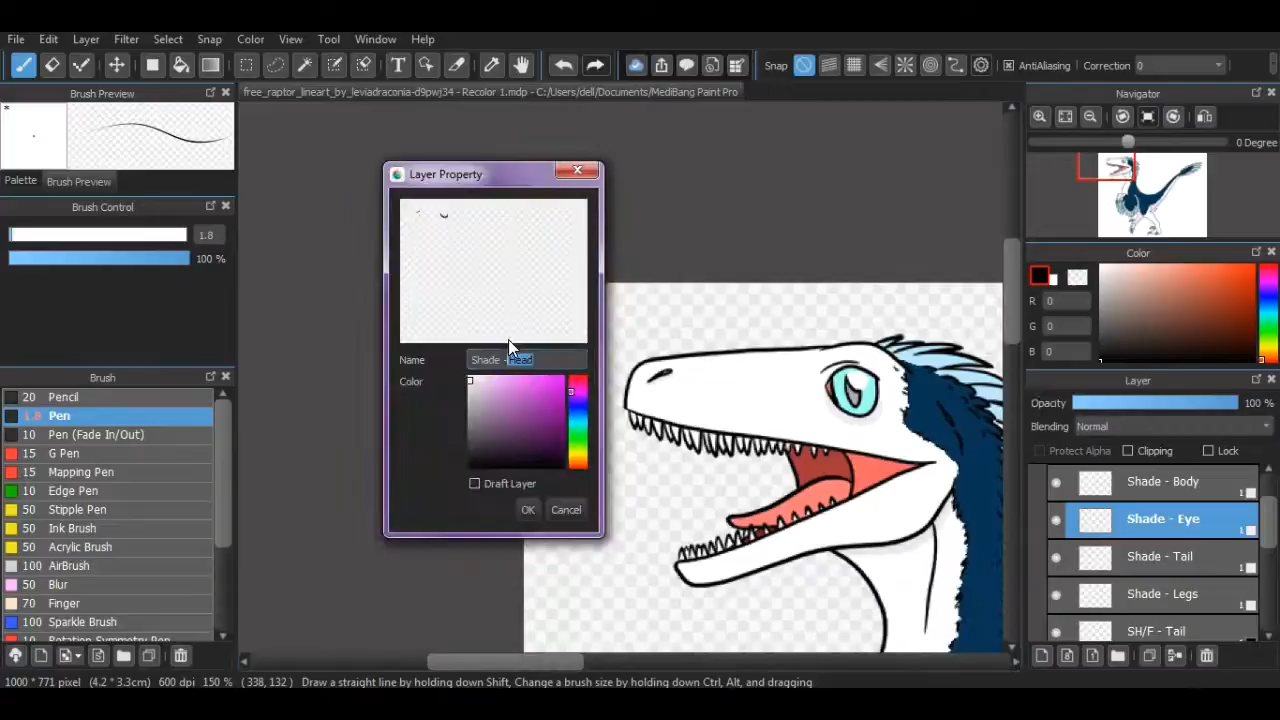 File Edit Layer Filter Select Snap Color View Tool Window Help
Snap AntiAliasing Correction 0
Brush Preview
free_raptor_lineart_by_leviadraconia-d9pwj34 - Recolor 1.mdp - C:/Users/dell/Documents/MediBang Paint Pro
Navigator
*
0 Degree
Palette Brush Preview
Brush Control
1.8
100 %
Layer Property
Name Shade - Head
Color
Draft Layer
OK Cancel
Brush
20 Pencil
1.8 Pen
10 Pen (Fade In/Out)
15 G Pen
15 Mapping Pen
10 Edge Pen
50 Stipple Pen
50 Ink Brush
50 Acrylic Brush
100 AirBrush
50 Blur
70 Finger
100 Sparkle Brush
10 Rotation Symmetry Pen
Color
R 0
G 0
B 0
Layer
Opacity 100 %
Blending Normal
Protect Alpha Clipping Lock
Shade - Body
1
Shade - Eye
1
Shade - Tail
1
Shade - Legs
1
SH/F - Tail
1
8 1
1000 * 771 pixel (4.2 * 3.3cm) 600 dpi 150 % ( 338, 132 ) Draw a straight line by holding down Shift, Change a brush size by holding down Ctrl, Alt, and dragging